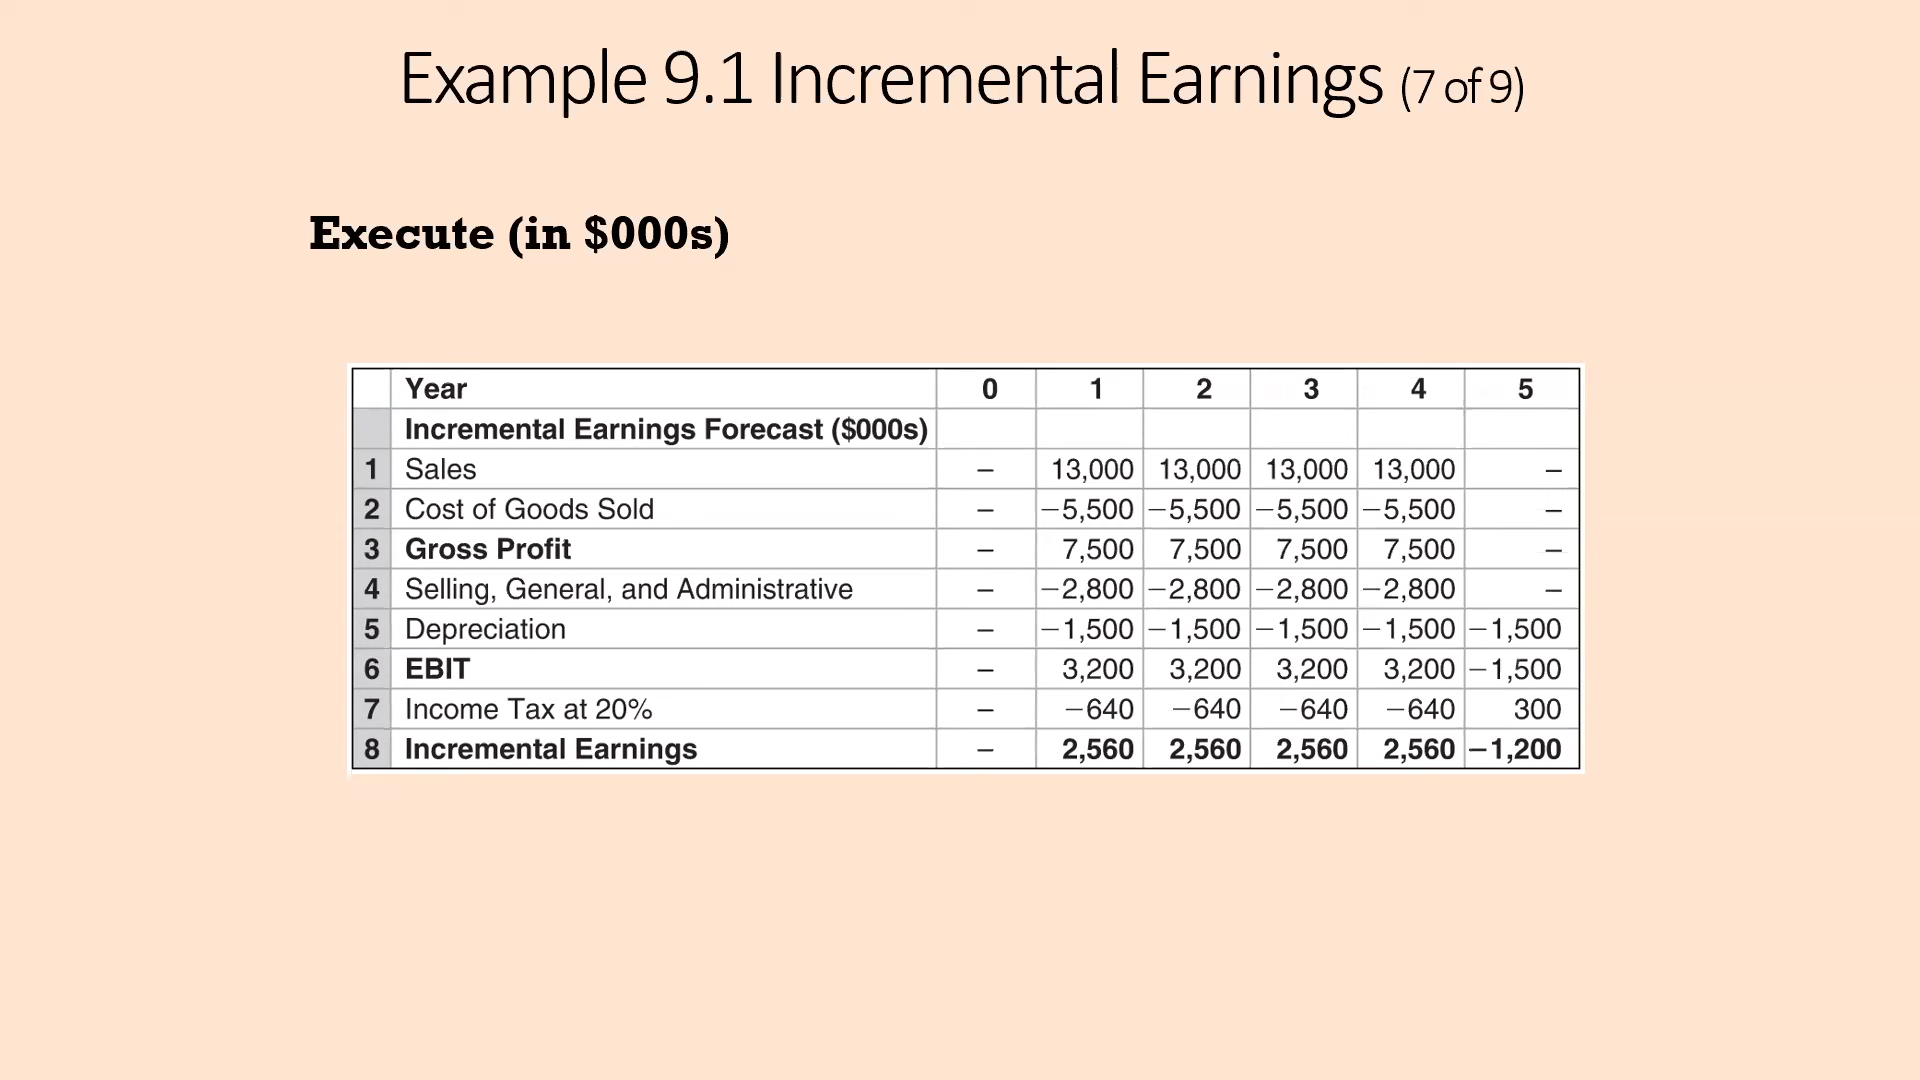 Example 9.1 Incremental Earnings (7 of 9)
Execute (in $000s)
Year 0 1 2 3 4 5
Incremental Earnings Forecast ($000s)
1 Sales – 13,000 13,000 13,000 13,000 –
2 Cost of Goods Sold – −5,500 −5,500 −5,500 −5,500 –
3 Gross Profit – 7,500 7,500 7,500 7,500 –
4 Selling, General, and Administrative – −2,800 −2,800 −2,800 −2,800 –
5 Depreciation – −1,500 −1,500 −1,500 −1,500 −1,500
6 EBIT – 3,200 3,200 3,200 3,200 −1,500
7 Income Tax at 20% – −640 −640 −640 −640 300
8 Incremental Earnings – 2,560 2,560 2,560 2,560 −1,200